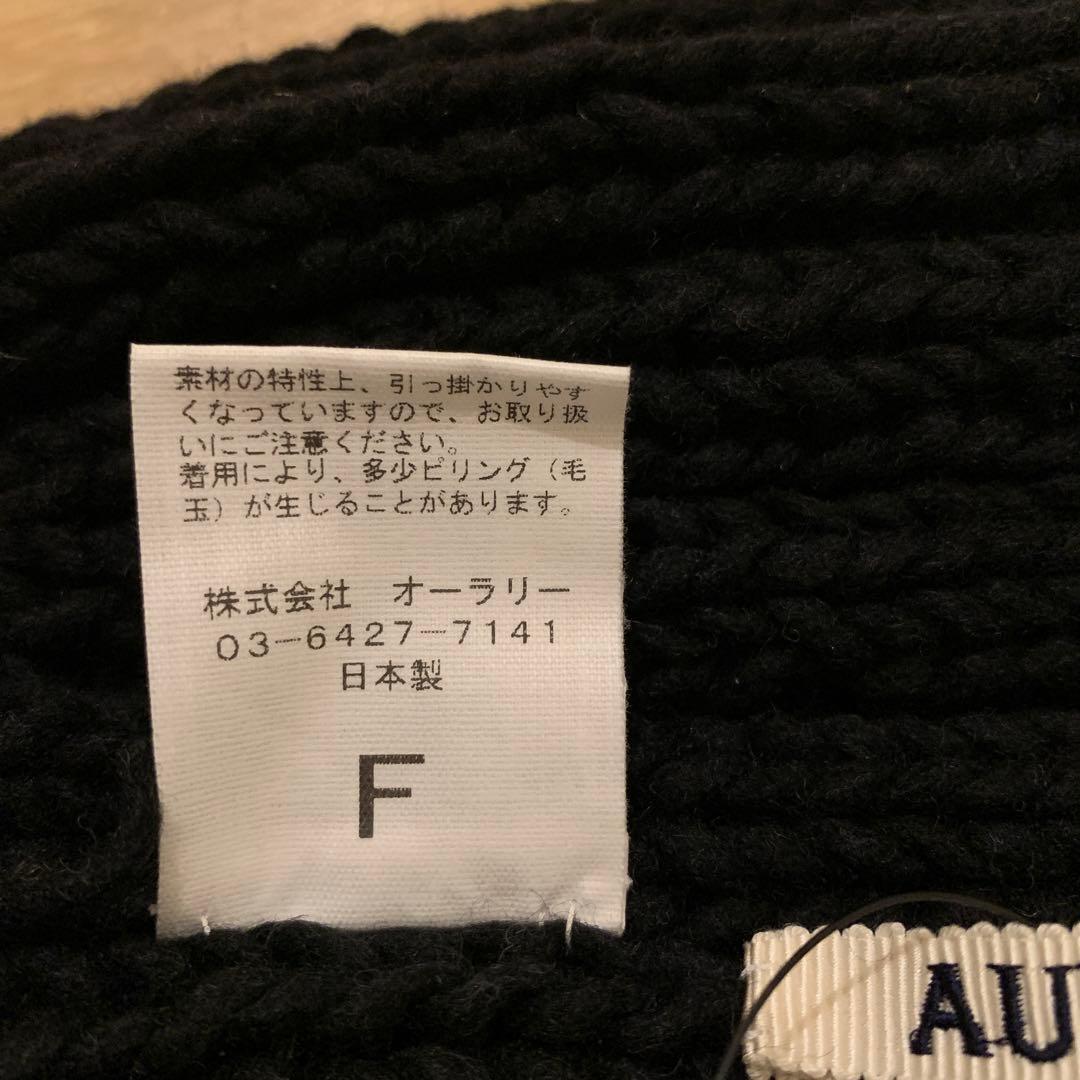 素材の特性上、引っ掛かりやす
くなっていますので、お取り扱
いにご注意ください。
着用により、多少ピリング（毛
玉）が生じることがあります。
株式会社　オーラリー
03-6427-7141
日本製
F
AU